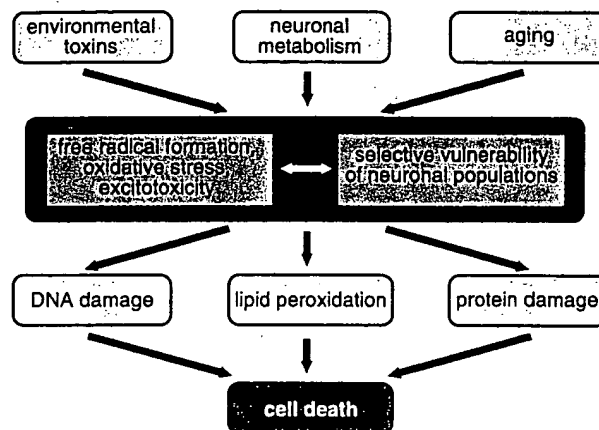 environmental
toxins
neuronal
metabolism
aging
free radical formation
oxidative stress
excitotoxicity
selective vulnerability
of neuronal populations
DNA damage
lipid peroxidation
protein damage
cell death